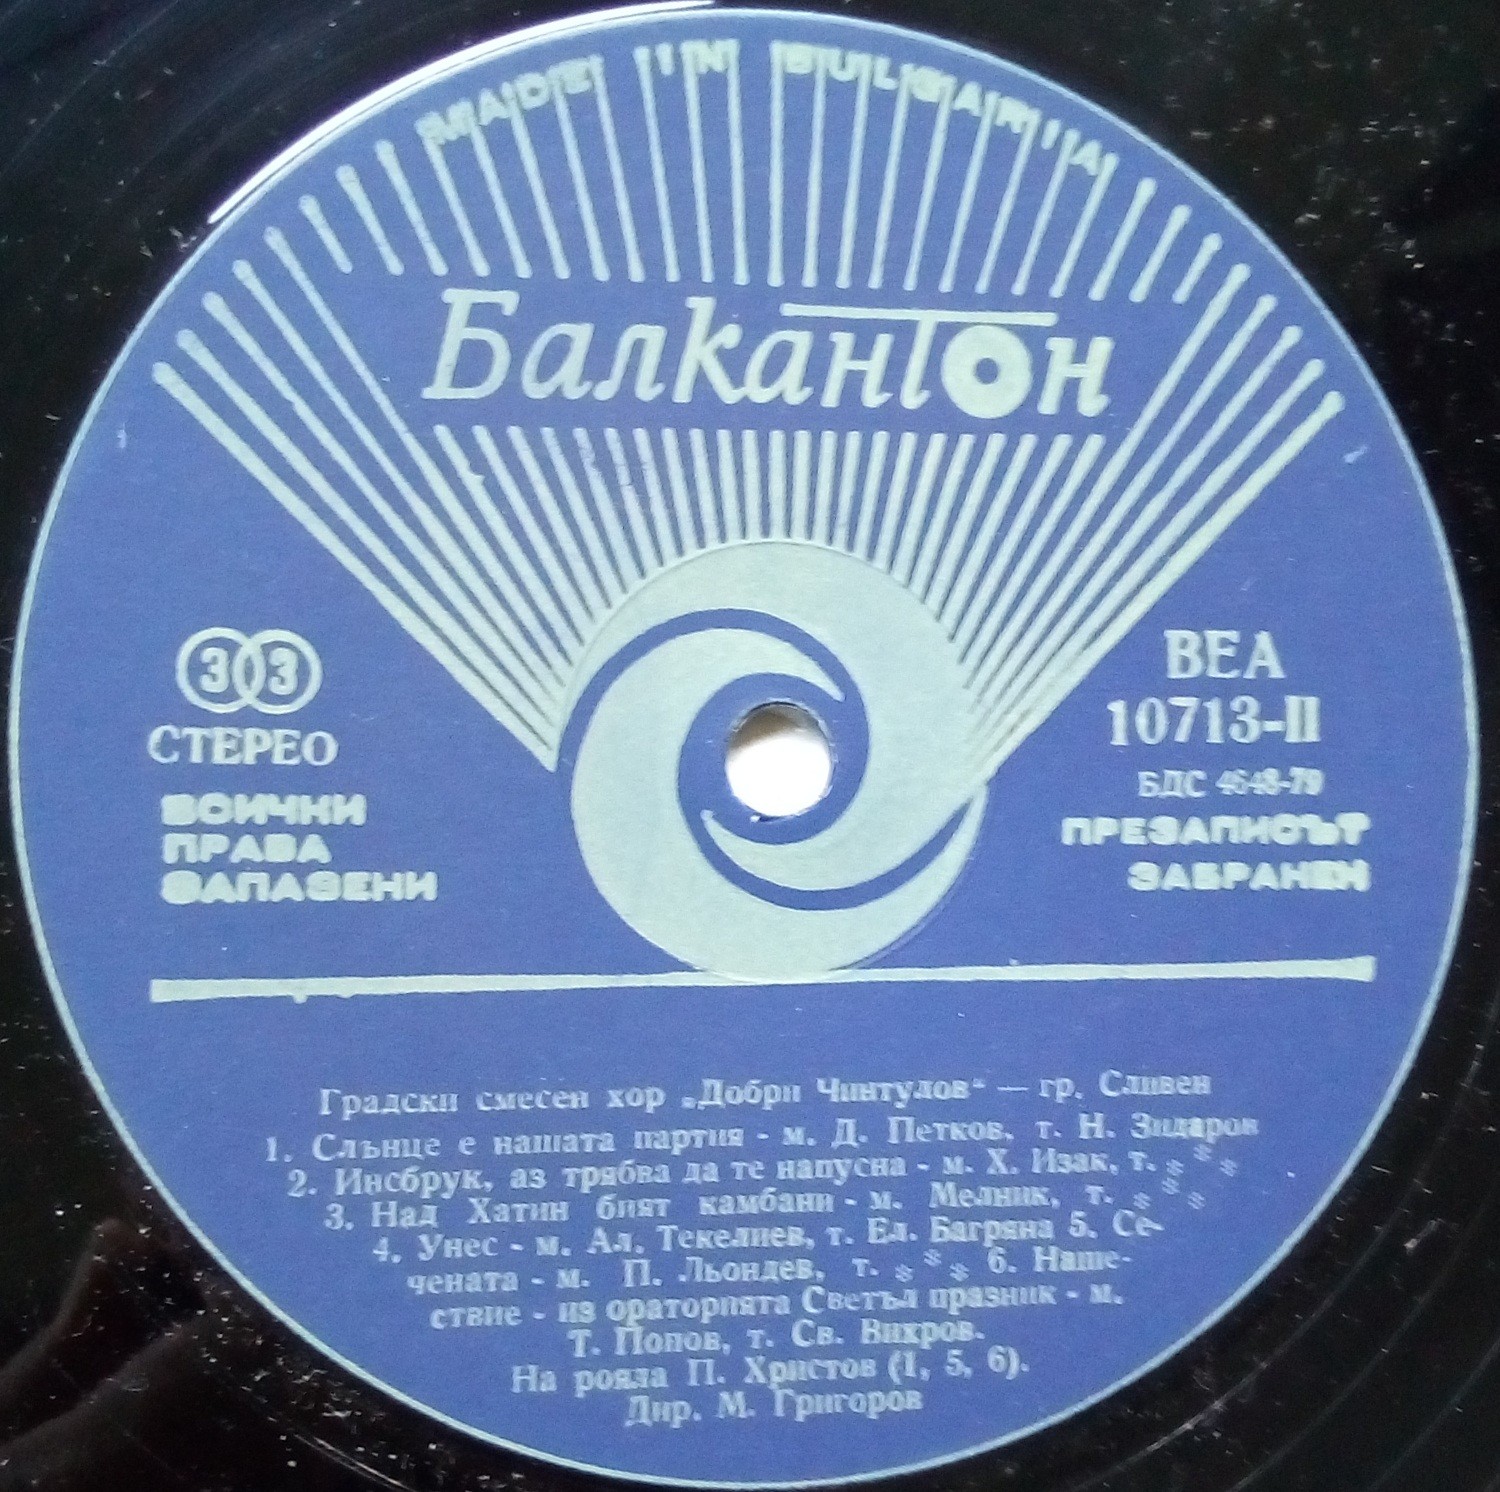 MADE IN BULGARIA
Балкантон
33
СТЕРЕО
ВСИЧКИ
ПРАВА
ЗАПАЗЕНИ
ВЕА
10713-II
БДС 4648-79
ПРЕЗАПИСЪТ
ЗАБРАНЕН
Градски смесен хор „Добри Чинтулов“ — гр. Сливен
1. Слънце е нашата партия - м. Д. Петков, т. Н. Зидаров
2. Инсбрук, аз трябва да те напусна - м. Х. Изак, т. * * * *
3. Над Хатин бият камбани - м. Мелник, т. * * *
4. Унес - м. Ал. Текелиев, т. Ел. Багряна 5. Се-
чената - м. П. Льондев, т. * * * 6. Наше-
ствие - из ораторията Светъл празник - м.
Т. Попов, т. Св. Вихров.
На рояла П. Христов (1, 5, 6).
Дир. М. Григоров